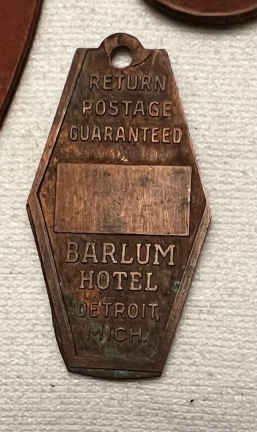 RETURN
POSTAGE
GUARANTEED
BARLUM
HOTEL
DETROIT,
MICH.